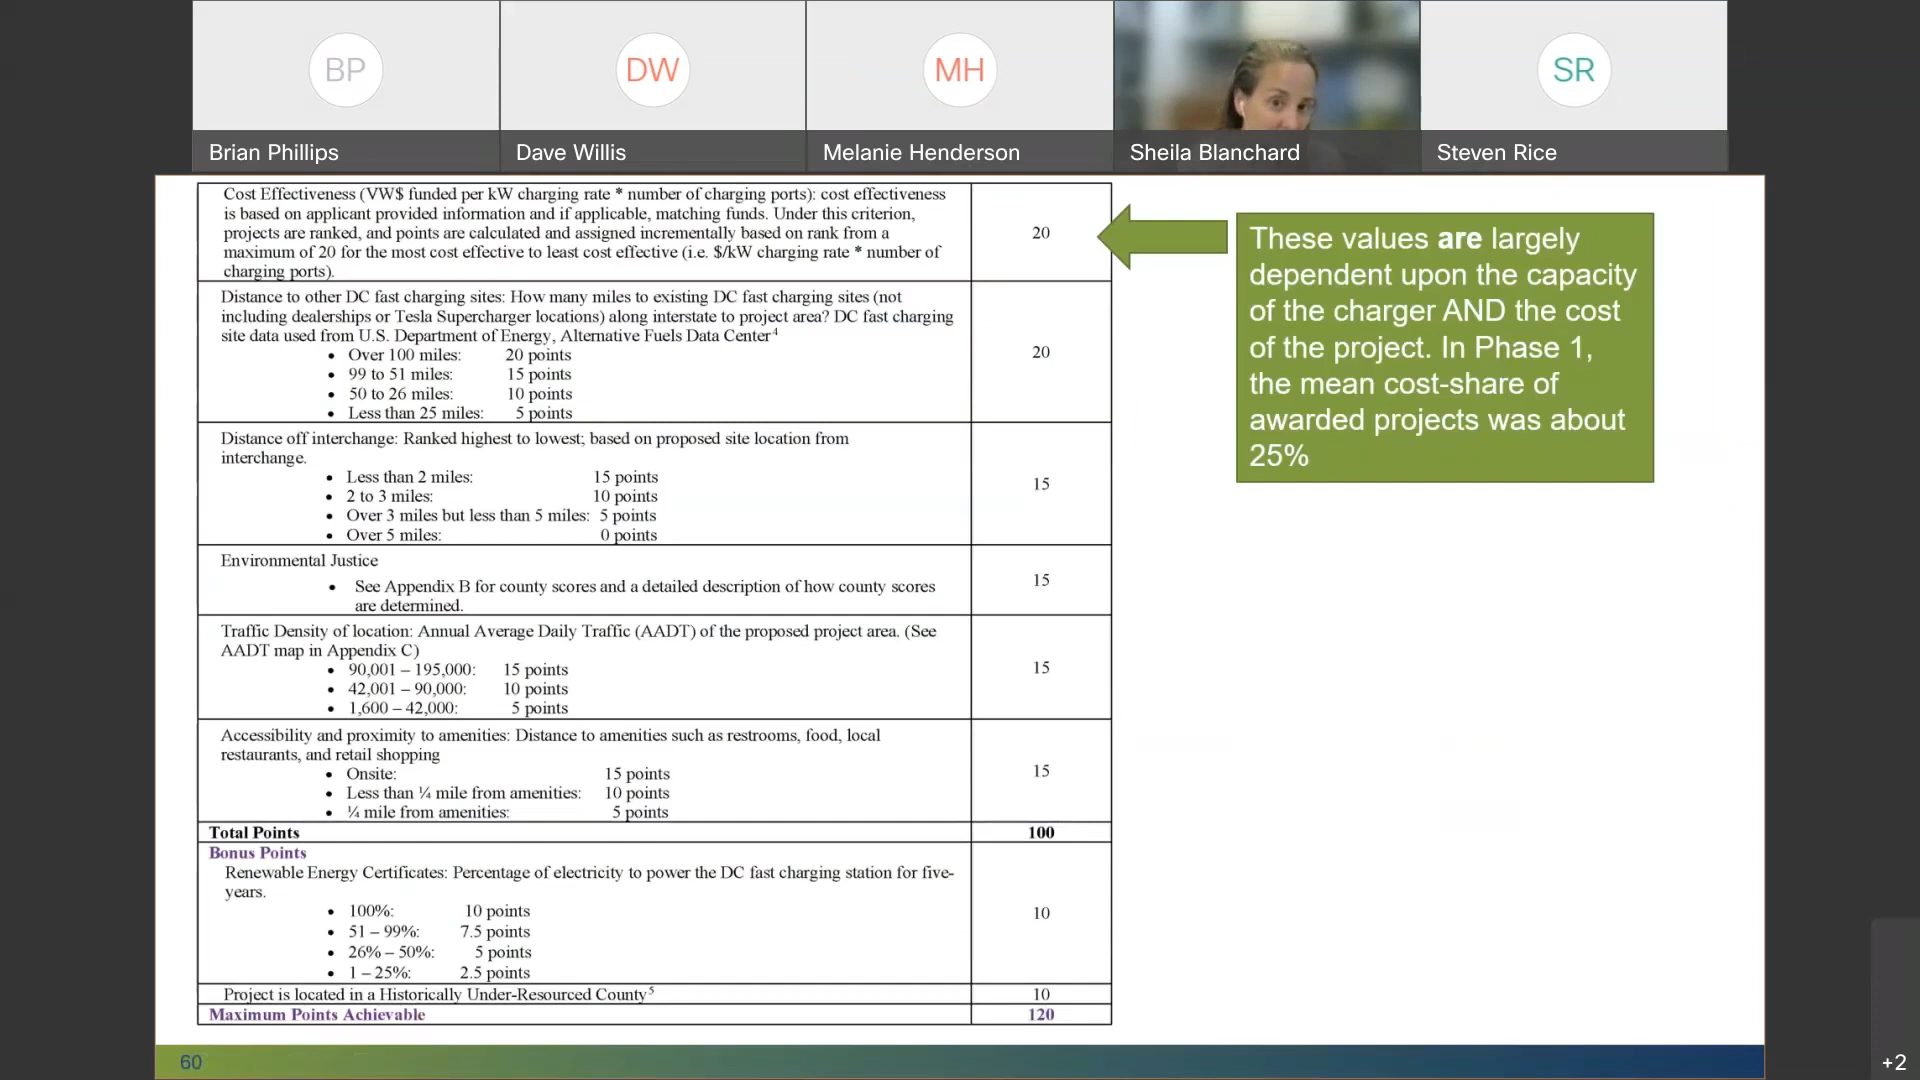 BP
DW
MH
SR
Brian Phillips
Dave Willis
Melanie Henderson
Sheila Blanchard
Steven Rice
Cost Effectiveness (VW$ funded per kW charging rate * number of charging ports): cost effectiveness
is based on applicant provided information and if applicable, matching funds. Under this criterion,
projects are ranked, and points are calculated and assigned incrementally based on rank from a
maximum of 20 for the most cost effective to least cost effective (i.e. $/kW charging rate * number of
charging ports).
20
Distance to other DC fast charging sites: How many miles to existing DC fast charging sites (not
including dealerships or Tesla Supercharger locations) along interstate to project area? DC fast charging
site data used from U.S. Department of Energy, Alternative Fuels Data Center⁴
• Over 100 miles: 20 points
• 99 to 51 miles: 15 points
• 50 to 26 miles: 10 points
• Less than 25 miles: 5 points
20
Distance off interchange: Ranked highest to lowest; based on proposed site location from
interchange.
• Less than 2 miles: 15 points
• 2 to 3 miles: 10 points
• Over 3 miles but less than 5 miles: 5 points
• Over 5 miles: 0 points
15
Environmental Justice
• See Appendix B for county scores and a detailed description of how county scores
are determined.
15
Traffic Density of location: Annual Average Daily Traffic (AADT) of the proposed project area. (See
AADT map in Appendix C)
• 90,001 – 195,000: 15 points
• 42,001 – 90,000: 10 points
• 1,600 – 42,000: 5 points
15
Accessibility and proximity to amenities: Distance to amenities such as restrooms, food, local
restaurants, and retail shopping
• Onsite: 15 points
• Less than ¼ mile from amenities: 10 points
• ¼ mile from amenities: 5 points
15
Total Points 100
Bonus Points
Renewable Energy Certificates: Percentage of electricity to power the DC fast charging station for five-
years.
• 100%: 10 points
• 51 – 99%: 7.5 points
• 26% – 50%: 5 points
• 1 – 25%: 2.5 points
10
Project is located in a Historically Under-Resourced County⁵ 10
Maximum Points Achievable 120
These values are largely
dependent upon the capacity
of the charger AND the cost
of the project. In Phase 1,
the mean cost-share of
awarded projects was about
25%
60
+2